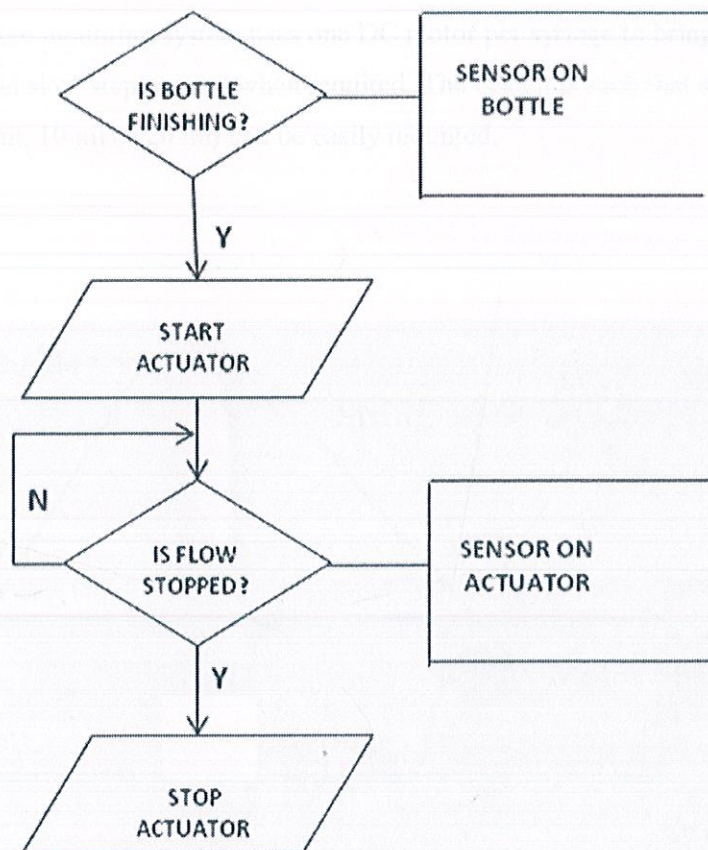 IS BOTTLE
FINISHING?
SENSOR ON
BOTTLE
Y
START
ACTUATOR
N
IS FLOW
STOPPED?
SENSOR ON
ACTUATOR
Y
STOP
ACTUATOR